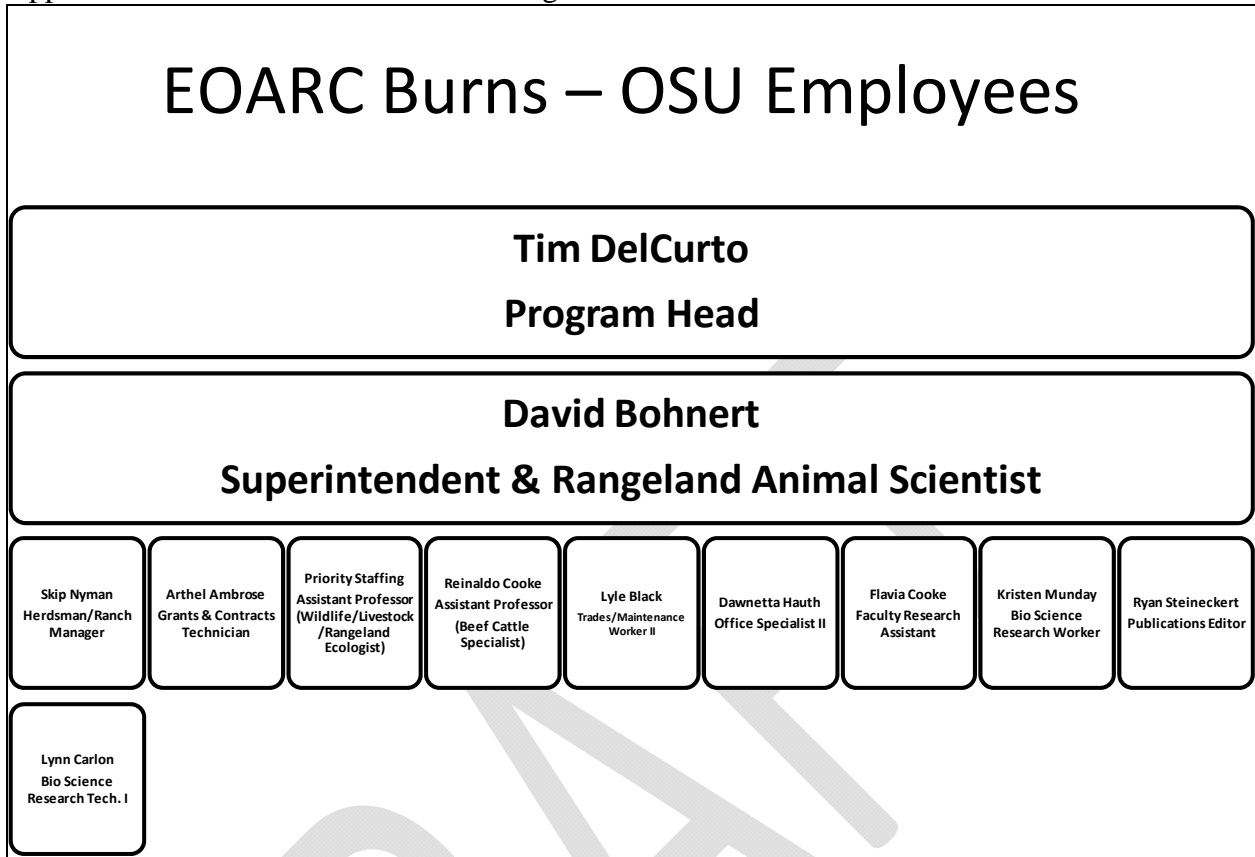 EOARC Burns – OSU Employees
Tim DelCurto
Program Head
David Bohnert
Superintendent & Rangeland Animal Scientist
Skip Nyman
Herdsman/Ranch
Manager
Arthel Ambrose
Grants & Contracts
Technician
Priority Staffing
Assistant Professor
(Wildlife/Livestock
/Rangeland
Ecologist)
Reinaldo Cooke
Assistant Professor
(Beef Cattle
Specialist)
Lyle Black
Trades/Maintenance
Worker II
Dawnetta Hauth
Office Specialist II
Flavia Cooke
Faculty Research
Assistant
Kristen Munday
Bio Science
Research Worker
Ryan Steineckert
Publications Editor
Lynn Carlon
Bio Science
Research Tech. I